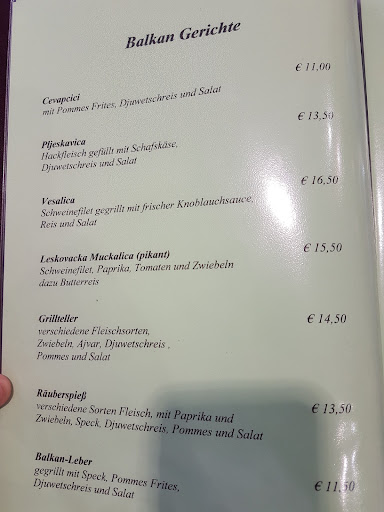 Balkan Gerichte
€ 11,00
Cevapcici
mit Pommes Frites, Djuwetschreis und Salat
€ 13,50
Pljeskavica
Hackfleisch gefüllt mit Schafskäse,
Djuwetschreis und Salat
€ 16,50
Vesalica
Schweinefilet gegrillt mit frischer Knoblauchsauce,
Reis und Salat
€ 15,50
Leskovacka Muckalica (pikant)
Schweinefilet, Paprika, Tomaten und Zwiebeln
dazu Butterreis
Grillteller € 14,50
verschiedene Fleischsorten,
Zwiebeln, Ajvar, Djuwetschreis ,
Pommes und Salat
Räuberspieß
verschiedene Sorten Fleisch, mit Paprika und € 13,50
Zwiebeln, Speck, Djuwetschreis, Pommes und Salat
Balkan-Leber
gegrillt mit Speck, Pommes Frites,
Djuwetschreis und Salat € 11,50